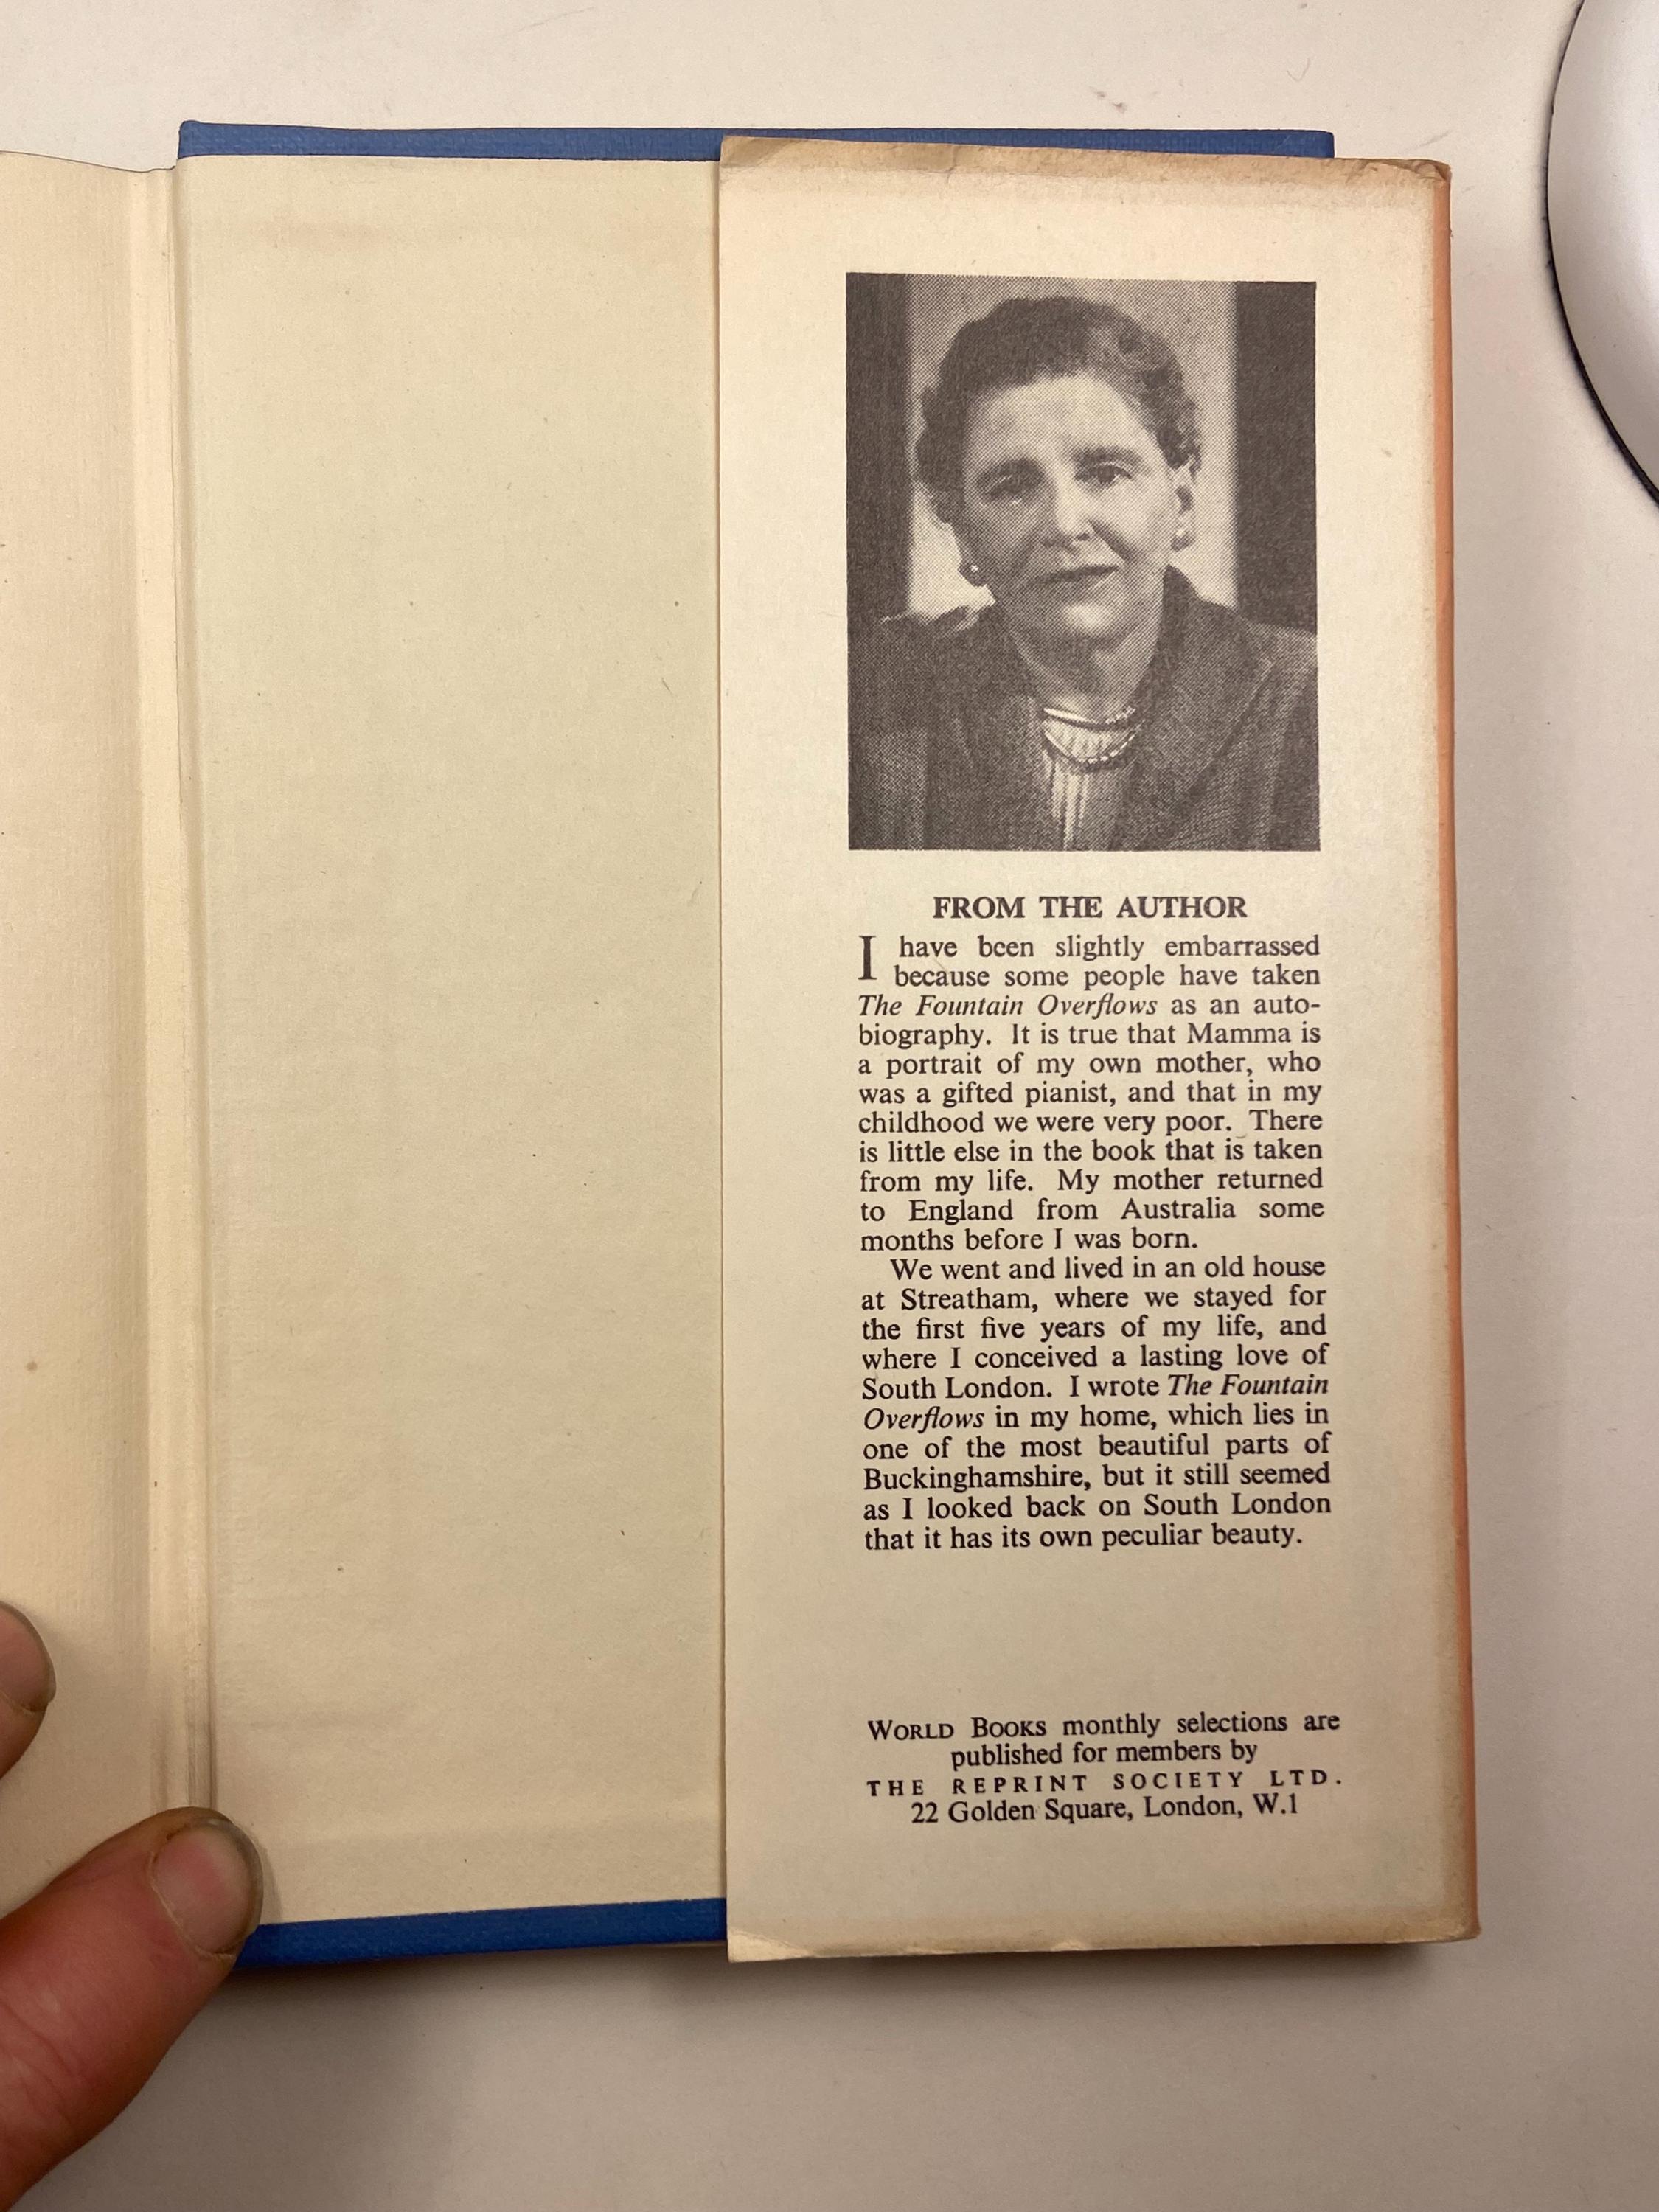 FROM THE AUTHOR
I have been slightly embarrassed
because some people have taken
The Fountain Overflows as an auto-
biography. It is true that Mamma is
a portrait of my own mother, who
was a gifted pianist, and that in my
childhood we were very poor. There
is little else in the book that is taken
from my life. My mother returned
to England from Australia some
months before I was born.
We went and lived in an old house
at Streatham, where we stayed for
the first five years of my life, and
where I conceived a lasting love of
South London. I wrote The Fountain
Overflows in my home, which lies in
one of the most beautiful parts of
Buckinghamshire, but it still seemed
as I looked back on South London
that it has its own peculiar beauty.
WORLD BOOKS monthly selections are
published for members by
THE REPRINT SOCIETY LTD.
22 Golden Square, London, W.1